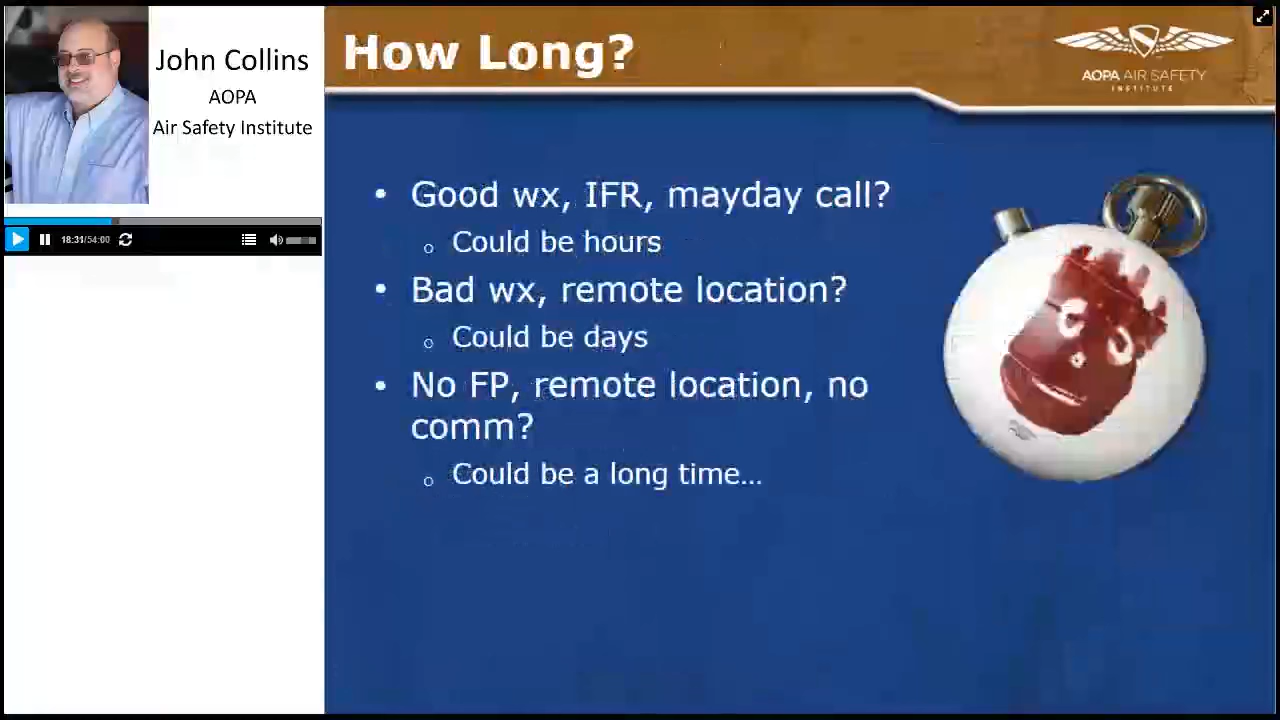 John Collins
AOPA
Air Safety Institute
18:31/54:00
How Long?
AOPA AIR SAFETY
INSTITUTE
• Good wx, IFR, mayday call?
o Could be hours
• Bad wx, remote location?
o Could be days
• No FP, remote location, no
comm?
o Could be a long time…